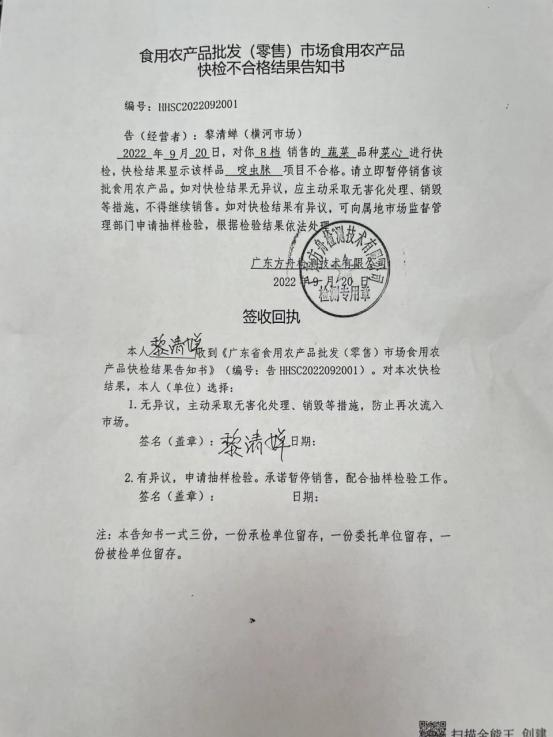 食用农产品批发（零售）市场食用农产品
快检不合格结果告知书
编号：HHSC2022092001
告（经营者）：黎清蝉（横河市场）
2022 年 9 月 20 日，对你 8 档 销售的 蔬菜 品种 菜心 进行快
检，快检结果显示该样品 啶虫脒 项目不合格。请立即暂停销售该
批食用农产品。如对快检结果无异议，应主动采取无害化处理、销毁
等措施，不得继续销售。如对快检结果有异议，可向属地市场监督管
理部门申请抽样检验，根据检验结果依法处理。
广东方舟检测技术有限公司
2022 年 9 月 20 日
广东方舟检测技术有限公司
检测专用章
签收回执
本人黎清婵收到《广东省食用农产品批发（零售）市场食用农
产品快检结果告知书》（编号：告 HHSC2022092001）。对本次快检
结果，本人（单位）选择：
1. 无异议，主动采取无害化处理、销毁等措施，防止再次流入
市场。
签名（盖章）：黎清婵 日期：
2. 有异议，申请抽样检验。承诺暂停销售，配合抽样检验工作。
签名（盖章）： 日期：
注：本告知书一式三份，一份承检单位留存，一份委托单位留存，一
份被检单位留存。
扫描全能王 创建